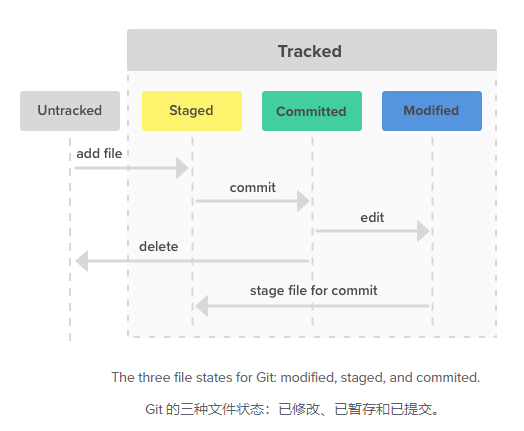 Tracked
Untracked
Staged
Committed
Modified
add file
commit
edit
delete
stage file for commit
The three file states for Git: modified, staged, and commited.
Git 的三种文件状态：已修改、已暂存和已提交。